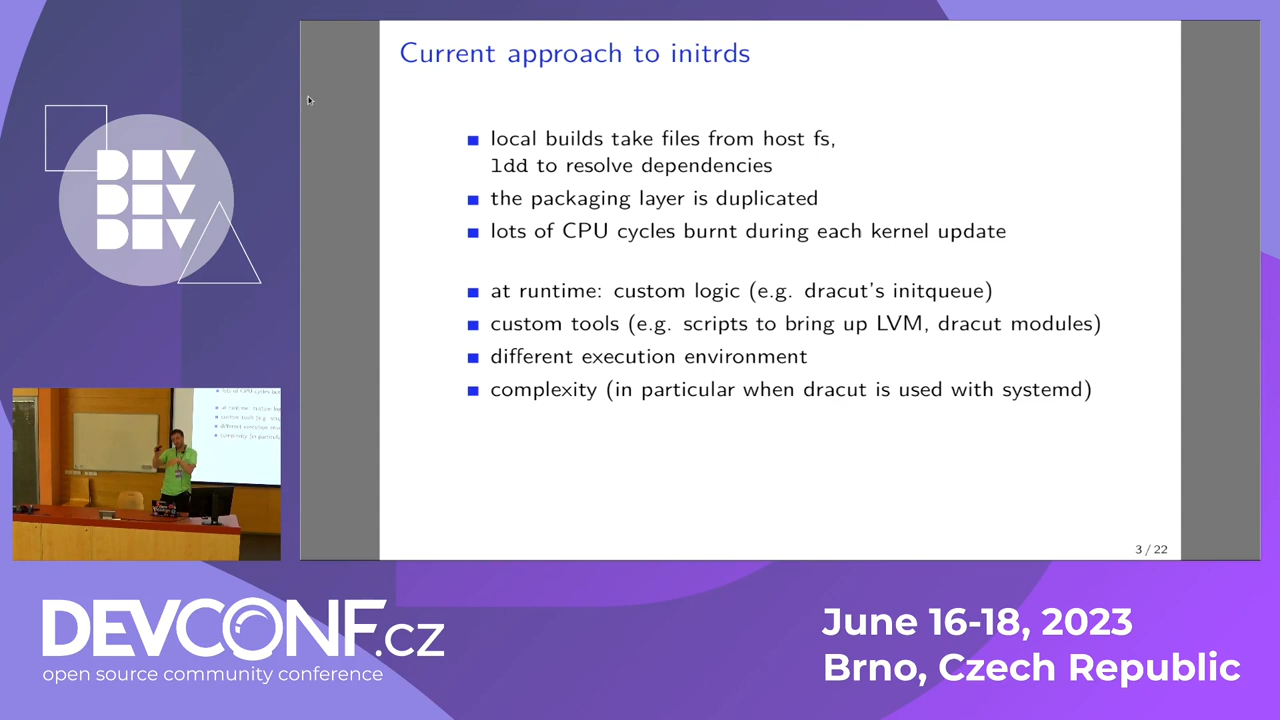 Current approach to initrds
local builds take files from host fs,
ldd to resolve dependencies
the packaging layer is duplicated
lots of CPU cycles burnt during each kernel update
at runtime: custom logic (e.g. dracut's initqueue)
custom tools (e.g. scripts to bring up LVM, dracut modules)
different execution environment
complexity (in particular when dracut is used with systemd)
3 / 22
DEV
DEV
DEV
DEVCONF.cz
open source community conference
June 16-18, 2023
Brno, Czech Republic